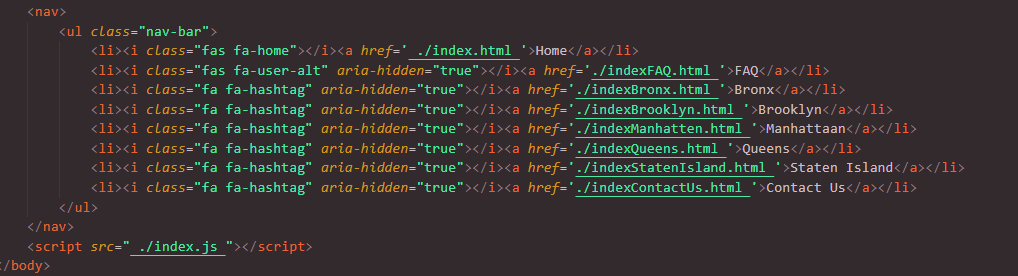 <nav>
<ul class="nav-bar">
<li><i class="fas fa-home"></i><a href=' ./index.html '>Home</a></li>
<li><i class="fas fa-user-alt" aria-hidden="true"></i><a href='./indexFAQ.html '>FAQ</a></li>
<li><i class="fa fa-hashtag" aria-hidden="true"></i><a href='./indexBronx.html '>Bronx</a></li>
<li><i class="fa fa-hashtag" aria-hidden="true"></i><a href='./indexBrooklyn.html '>Brooklyn</a></li>
<li><i class="fa fa-hashtag" aria-hidden="true"></i><a href='./indexManhatten.html '>Manhattaan</a></li>
<li><i class="fa fa-hashtag" aria-hidden="true"></i><a href='./indexQueens.html '>Queens</a></li>
<li><i class="fa fa-hashtag" aria-hidden="true"></i><a href='./indexStatenIsland.html '>Staten Island</a></li>
<li><i class="fa fa-hashtag" aria-hidden="true"></i><a href='./indexContactUs.html '>Contact Us</a></li>
</ul>
</nav>
<script src=" ./index.js "></script>
</body>